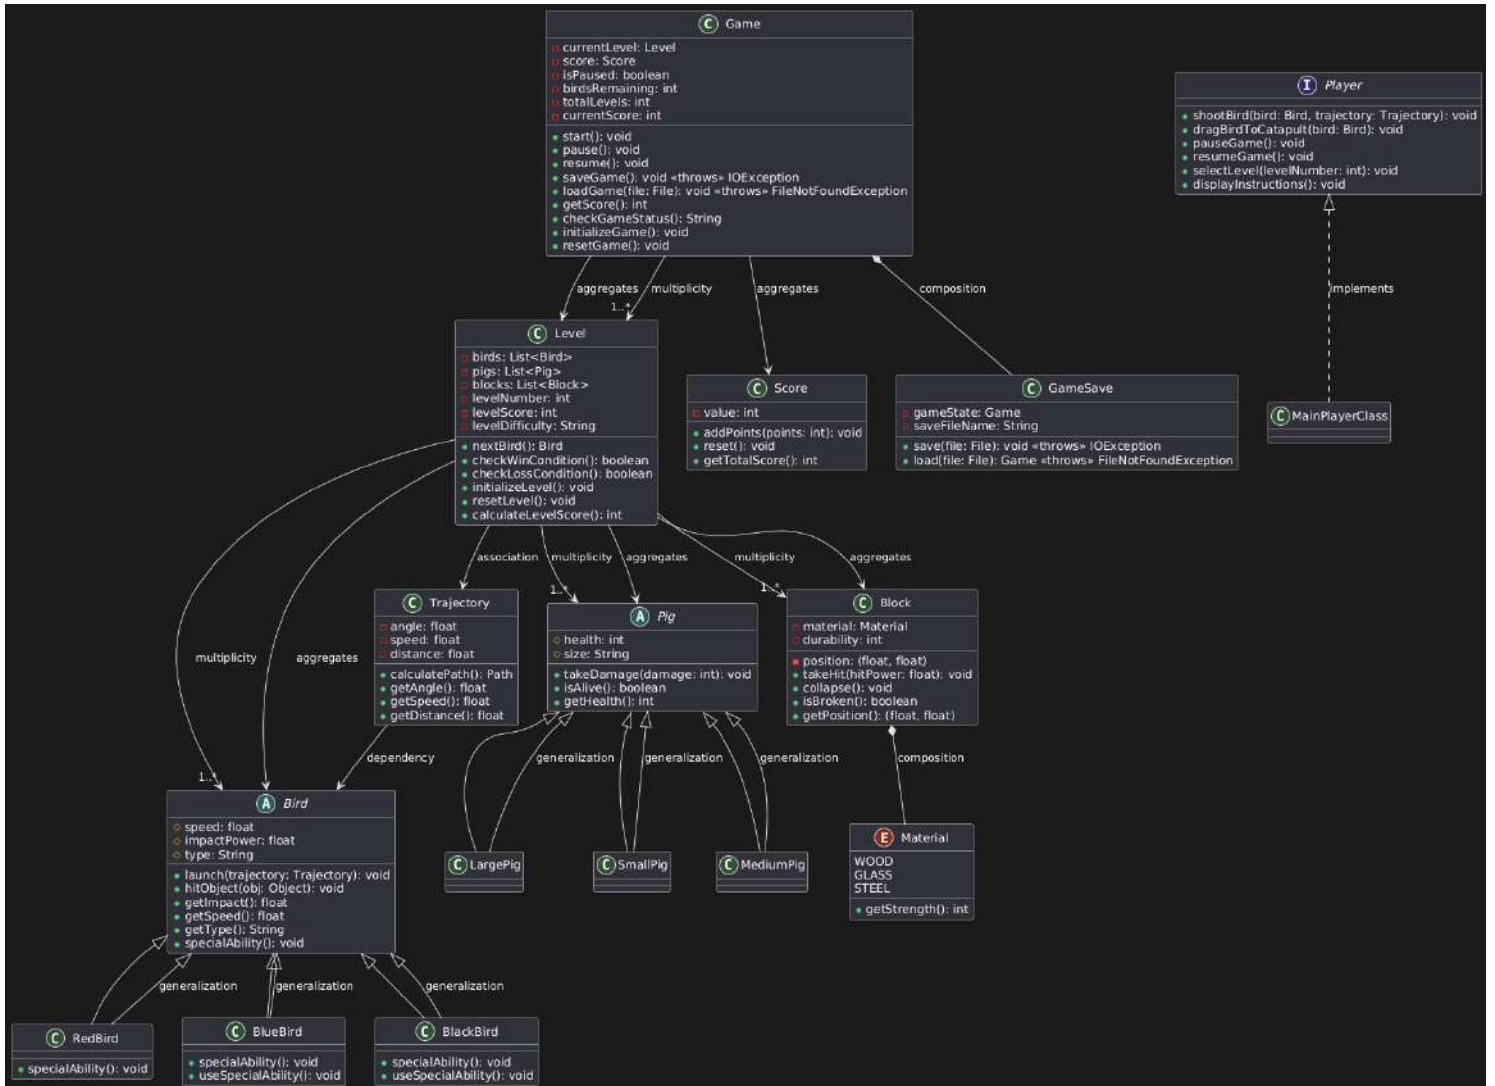 C Game
currentLevel: Level
score: Score
isPaused: boolean
birdsRemaining: int
totalLevels: int
currentScore: int
start(): void
pause(): void
resume(): void
saveGame(): void «throws» IOException
loadGame(file: File): void «throws» FileNotFoundException
getScore(): int
checkGameStatus(): String
initializeGame(): void
resetGame(): void
I Player
shootBird(bird: Bird, trajectory: Trajectory): void
dragBirdToCatapult(bird: Bird): void
pauseGame(): void
resumeGame(): void
selectLevel(levelNumber: int): void
displayInstructions(): void
aggregates
multiplicity
1..*
aggregates
composition
implements
C Level
birds: List<Bird>
pigs: List<Pig>
blocks: List<Block>
levelNumber: int
levelScore: int
levelDifficulty: String
nextBird(): Bird
checkWinCondition(): boolean
checkLossCondition(): boolean
initializeLevel(): void
resetLevel(): void
calculateLevelScore(): int
C Score
value: int
addPoints(points: int): void
reset(): void
getTotalScore(): int
C GameSave
gameState: Game
saveFileName: String
save(file: File): void «throws» IOException
load(file: File): Game «throws» FileNotFoundException
C MainPlayerClass
association
multiplicity
1..*
aggregates
multiplicity
1..*
aggregates
multiplicity
1..*
aggregates
C Trajectory
angle: float
speed: float
distance: float
calculatePath(): Path
getAngle(): float
getSpeed(): float
getDistance(): float
A Pig
health: int
size: String
takeDamage(damage: int): void
isAlive(): boolean
getHealth(): int
C Block
material: Material
durability: int
position: (float, float)
takeHit(hitPower: float): void
collapse(): void
isBroken(): boolean
getPosition(): (float, float)
dependency
generalization
generalization
generalization
composition
A Bird
speed: float
impactPower: float
type: String
launch(trajectory: Trajectory): void
hitObject(obj: Object): void
getImpact(): float
getSpeed(): float
getType(): String
specialAbility(): void
C LargePig
C SmallPig
C MediumPig
E Material
WOOD
GLASS
STEEL
getStrength(): int
generalization
generalization
generalization
C RedBird
specialAbility(): void
C BlueBird
specialAbility(): void
useSpecialAbility(): void
C BlackBird
specialAbility(): void
useSpecialAbility(): void